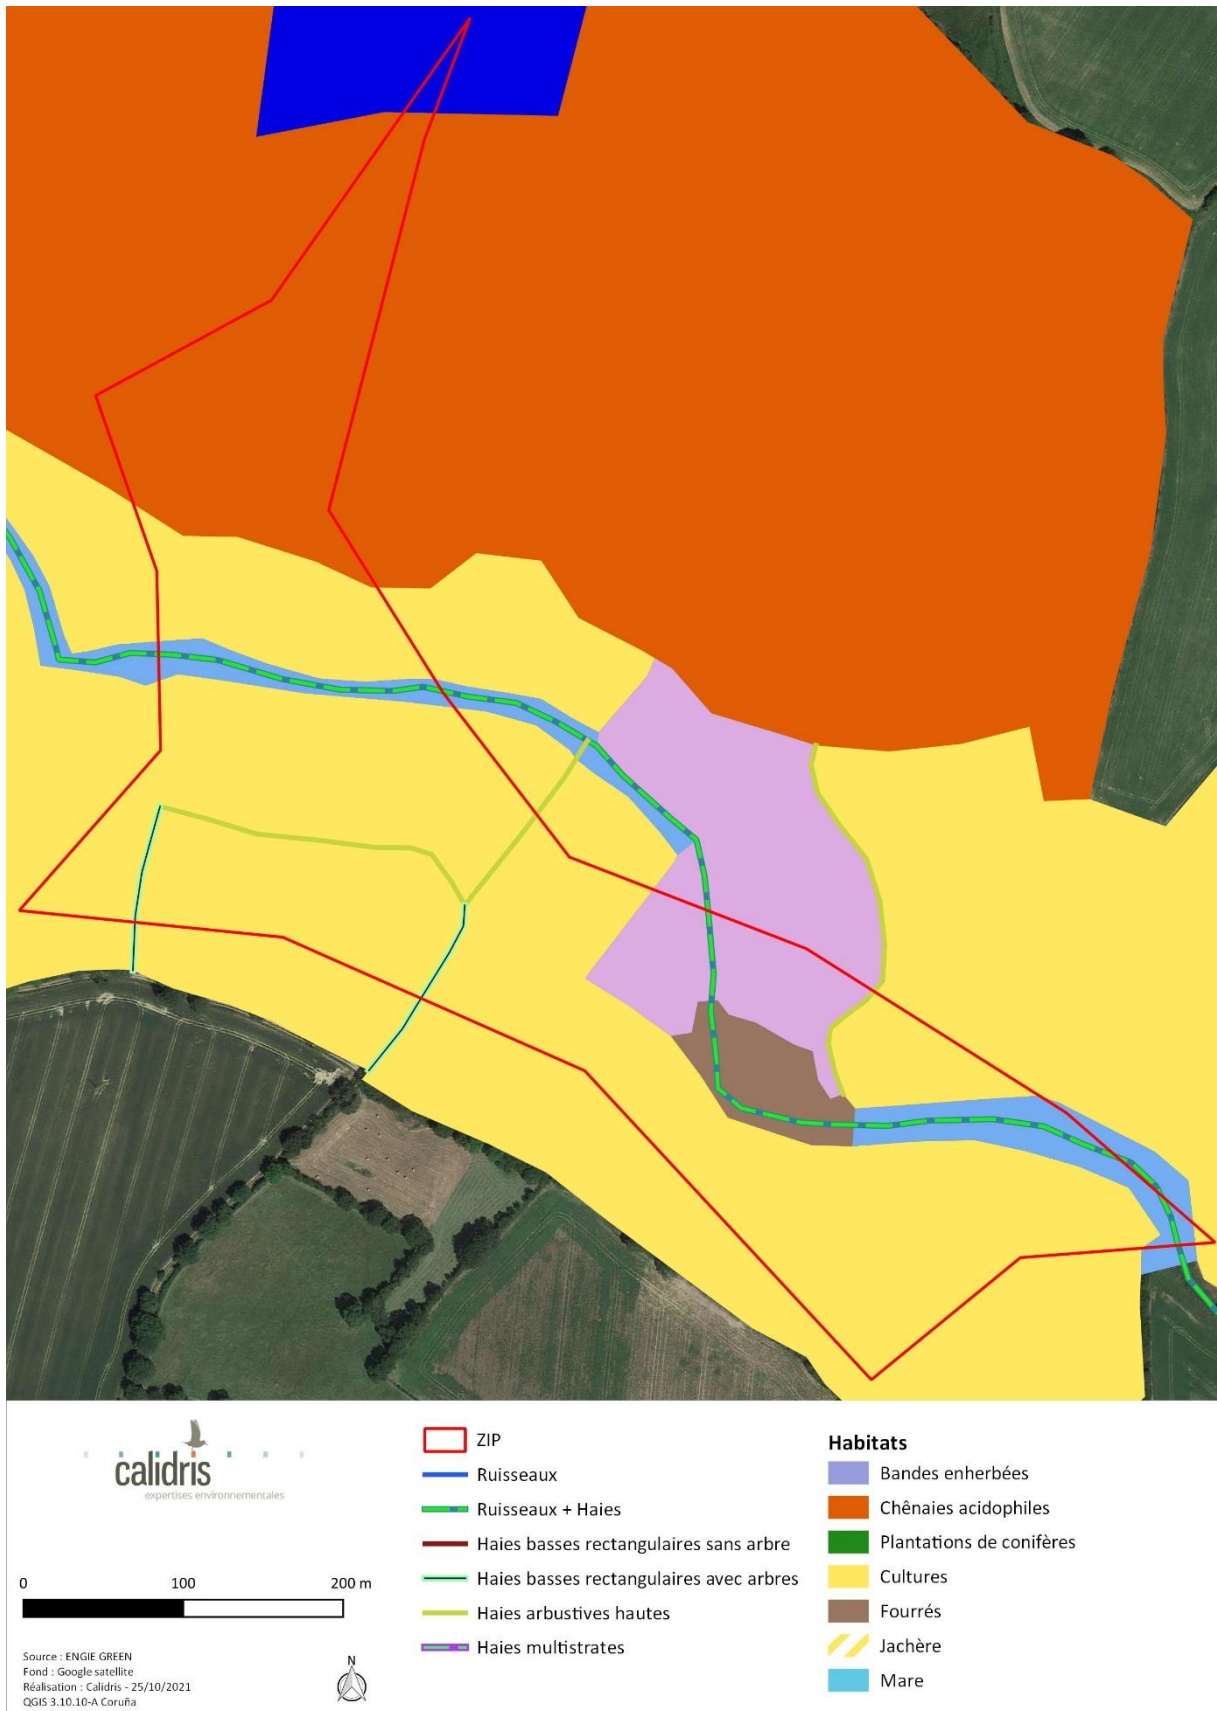 calidris
expertises environnementales
0 100 200 m
Source : ENGIE GREEN
Fond : Google satellite
Réalisation : Calidris - 25/10/2021
QGIS 3.10.10-A Coruña
N
ZIP
Ruisseaux
Ruisseaux + Haies
Haies basses rectangulaires sans arbre
Haies basses rectangulaires avec arbres
Haies arbustives hautes
Haies multistrates
Habitats
Bandes enherbées
Chênaies acidophiles
Plantations de conifères
Cultures
Fourrés
Jachère
Mare